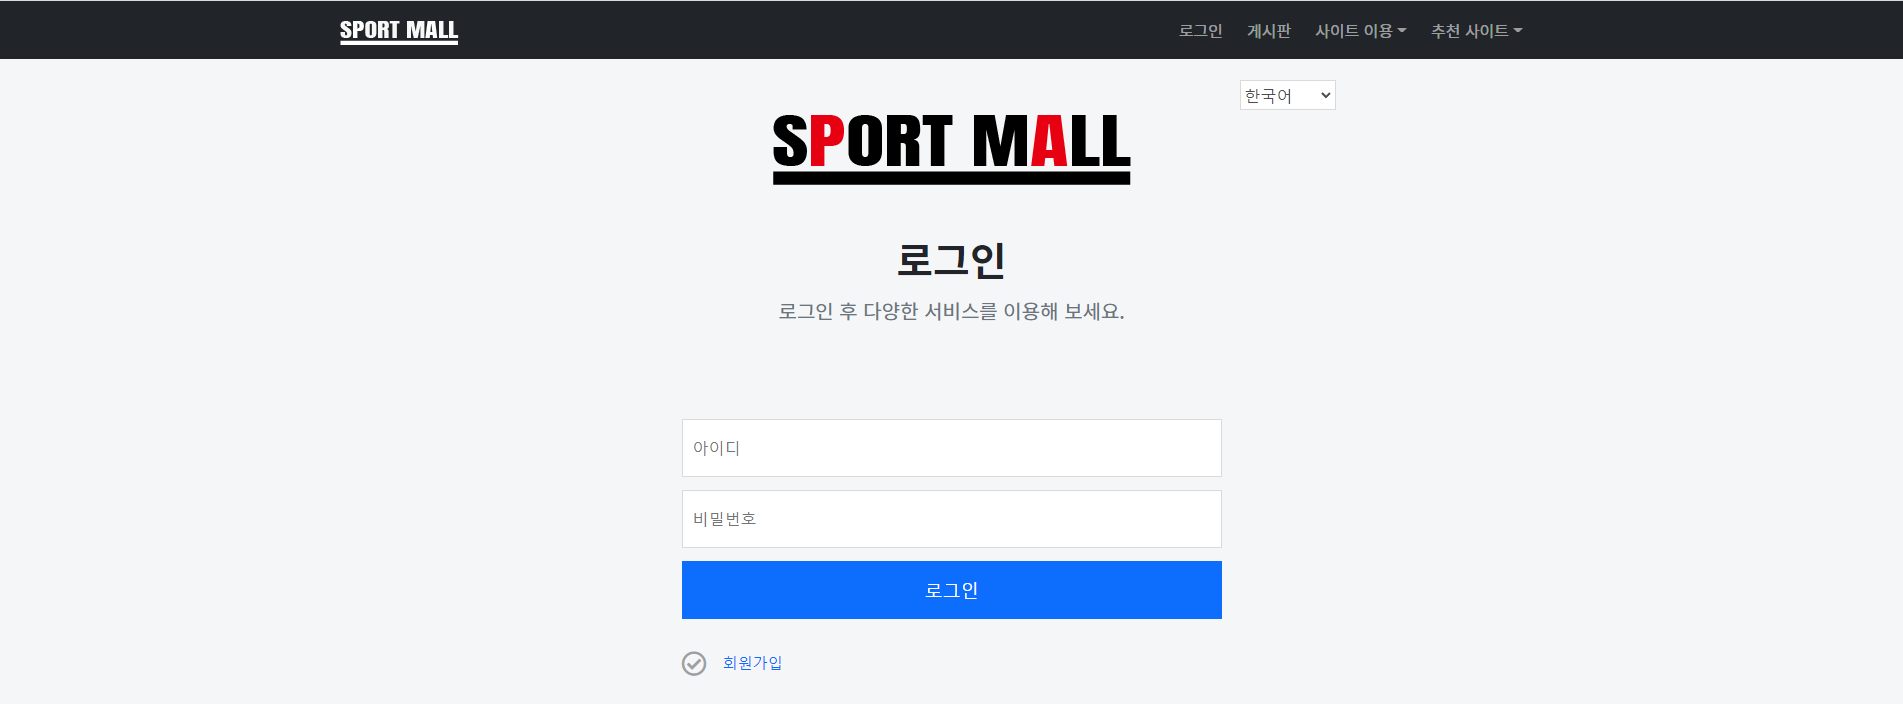 SPORT MALL
로그인 게시판 사이트 이용 추천 사이트
한국어
SPORT MALL
로그인
로그인 후 다양한 서비스를 이용해 보세요.
아이디
비밀번호
로그인
회원가입